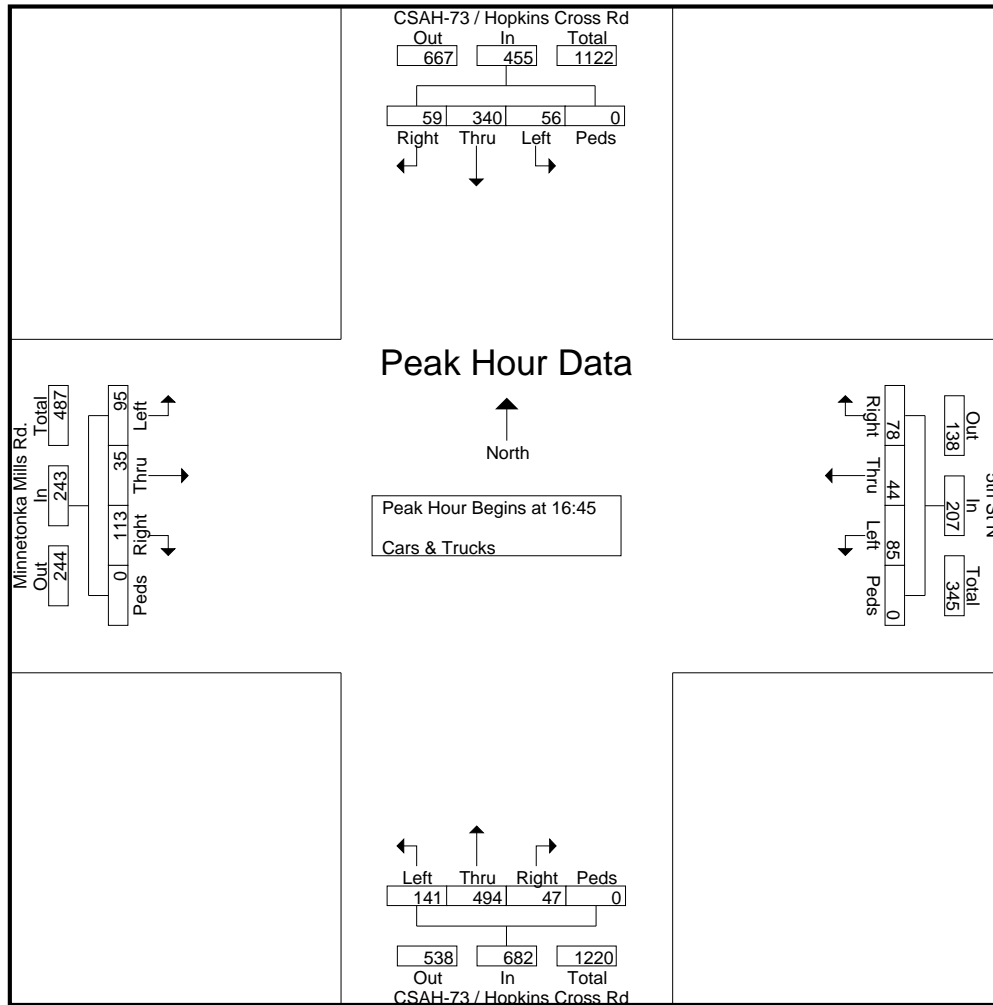 CSAH-73 / Hopkins Cross Rd
Out In Total
667 455 1122
59 340 56 0
Right Thru Left Peds
Peak Hour Data
North
Peak Hour Begins at 16:45
Cars & Trucks
Minnetonka Mills Rd.
Out In Total
244 243 487
95 35 113 0
Left Thru Right Peds
Right Thru Left Peds
78 44 85 0
Out In Total
138 207 345
St N
Left Thru Right Peds
141 494 47 0
538 682 1220
Out In Total
CSAH-73 / Hopkins Cross Rd